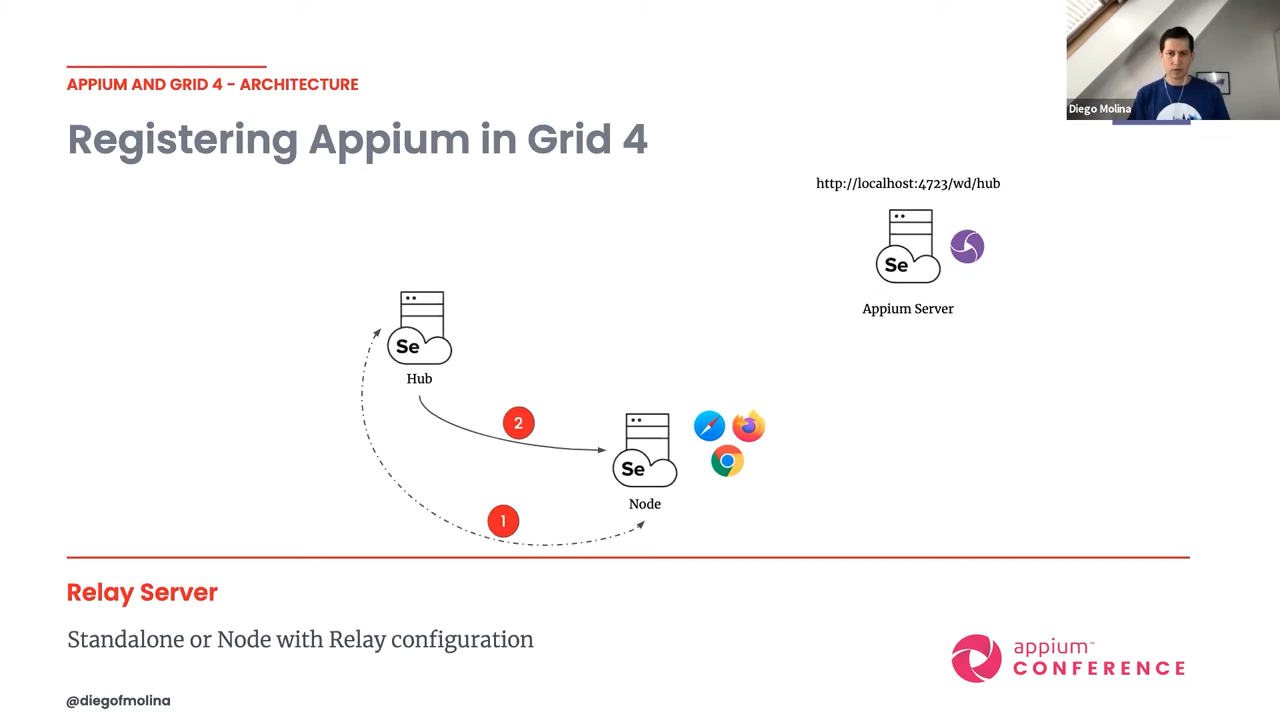 Diego Molina
APPIUM AND GRID 4 - ARCHITECTURE
Registering Appium in Grid 4
http://localhost:4723/wd/hub
Se
Appium Server
Se
Hub
2
Se
Node
1
Relay Server
Standalone or Node with Relay configuration
appium™
CONFERENCE
@diegofmolina